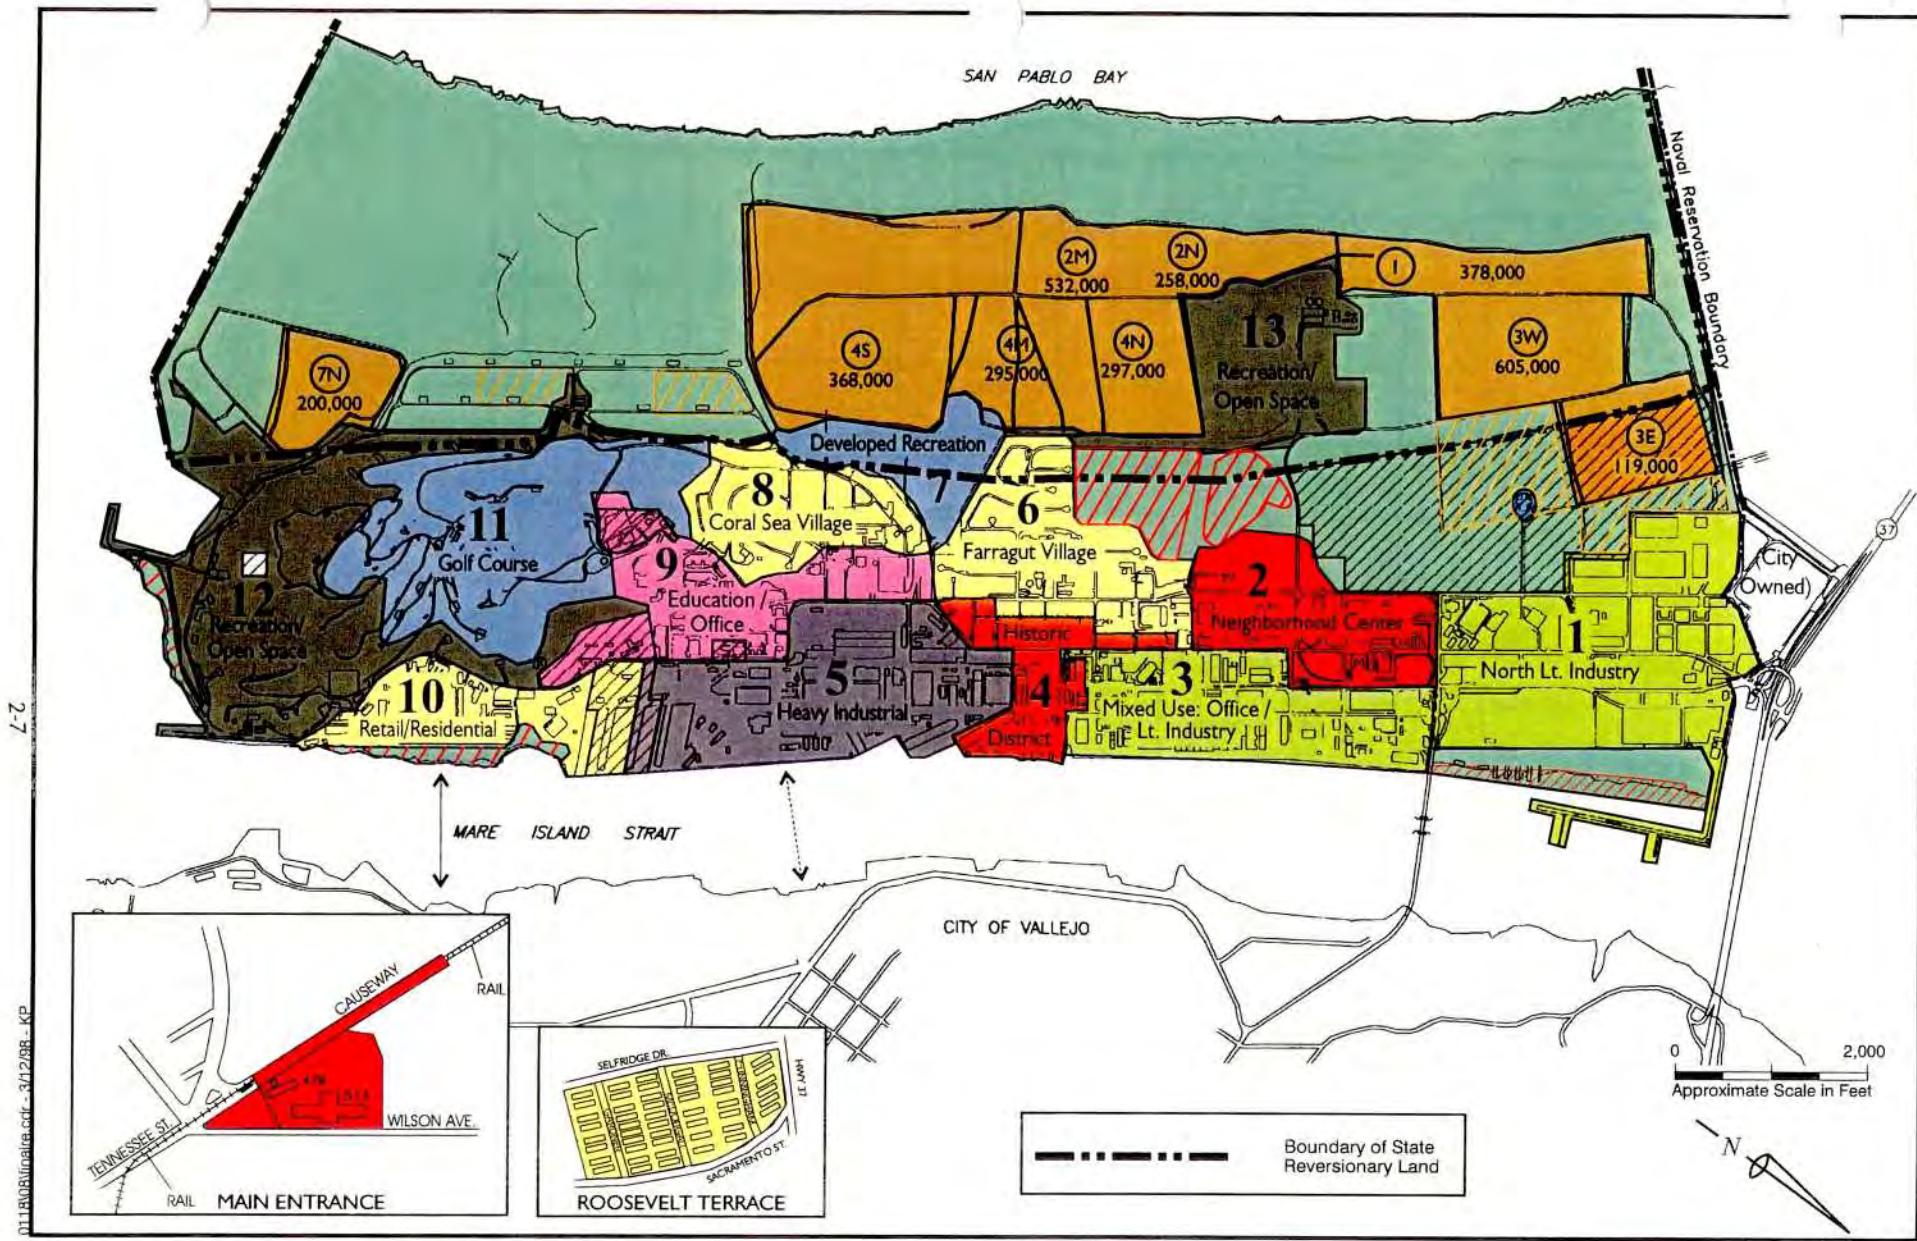 SAN PABLO BAY
Naval Reservation Boundary
2M
532,000
2N
258,000
1
378,000
4S
368,000
4M
295,000
4N
297,000
13
Recreation/
Open Space
3W
605,000
7N
200,000
3E
119,000
37
Developed Recreation
7
8
Coral Sea Village
6
Farragut Village
11
Golf Course
9
Education /
Office
2
Neighborhood Center
(City
Owned)
12
Recreation/
Open Space
Historic
4
District
1
North Lt. Industry
10
Retail/Residential
5
Heavy Industrial
3
Mixed Use: Office /
Lt. Industry
MARE ISLAND STRAIT
CITY OF VALLEJO
CAUSEWAY
RAIL
TENNESSEE ST.
WILSON AVE.
RAIL
MAIN ENTRANCE
SELFRIDGE DR.
HWY 37
SACRAMENTO ST.
ROOSEVELT TERRACE
Boundary of State
Reversionary Land
0 2,000
Approximate Scale in Feet
N
2-7